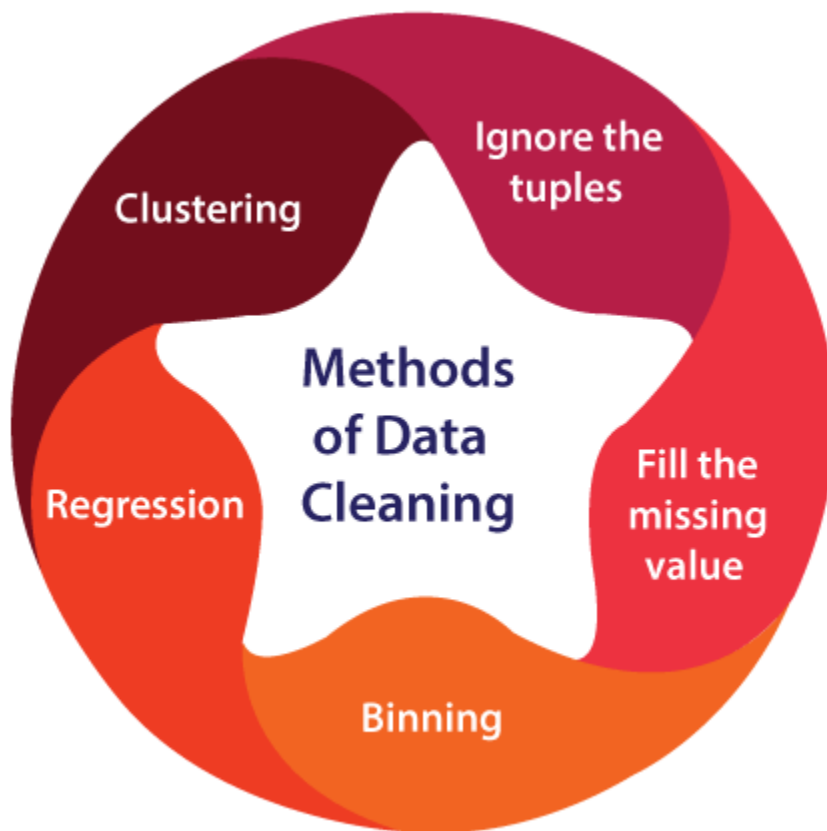 Methods
of Data
Cleaning
Ignore the
tuples
Fill the
missing
value
Binning
Regression
Clustering